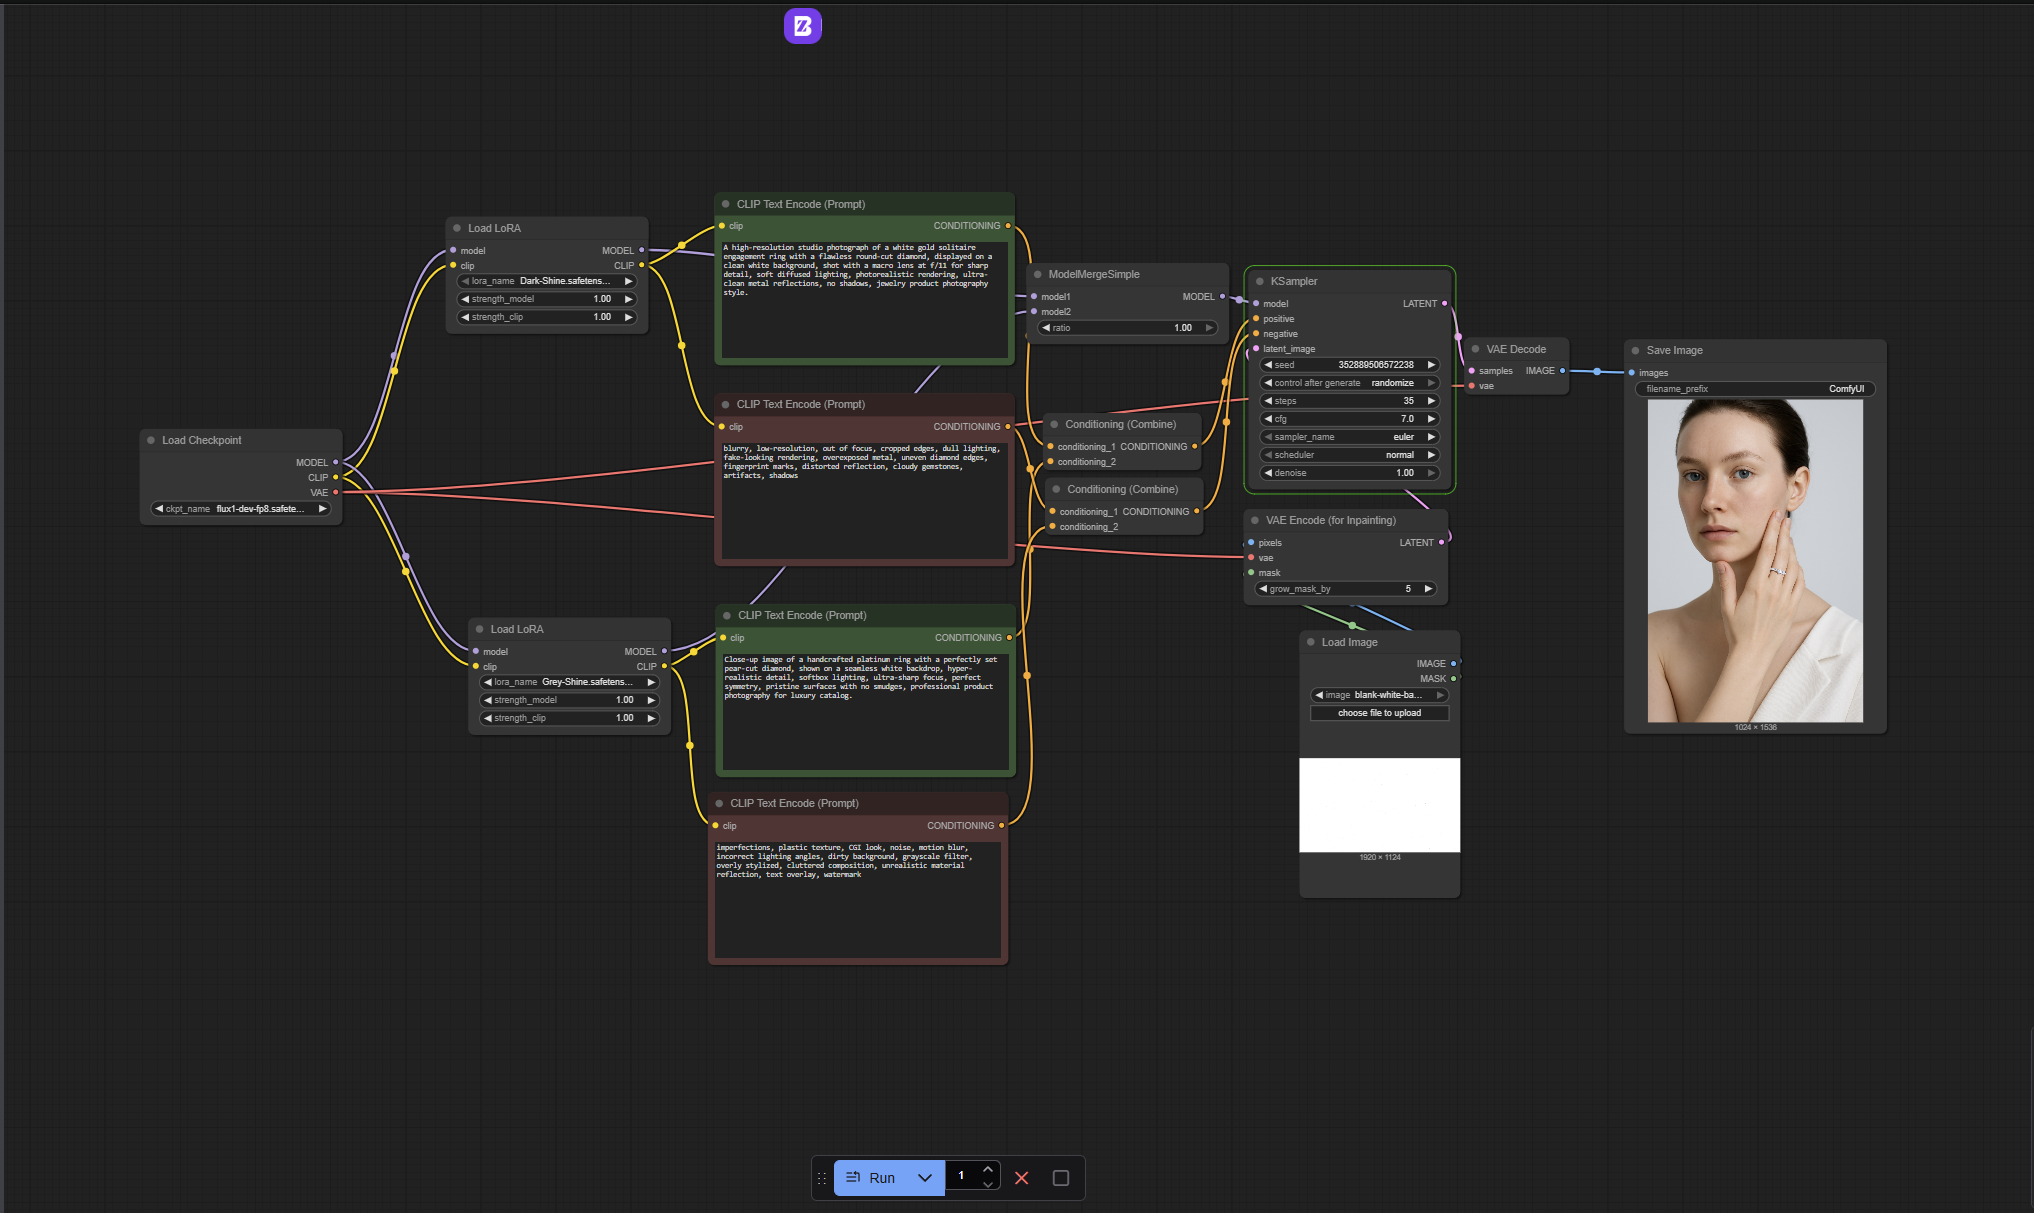 Load Checkpoint
MODEL
CLIP
VAE
ckpt_name flux1-dev-fp8.safete...
Load LoRA
model MODEL
clip CLIP
lora_name Dark-Shine.safetens...
strength_model 1.00
strength_clip 1.00
Load LoRA
model MODEL
clip CLIP
lora_name Grey-Shine.safetens...
strength_model 1.00
strength_clip 1.00
CLIP Text Encode (Prompt)
clip CONDITIONING
A high-resolution studio photograph of a white gold solitaire
engagement ring with a flawless round-cut diamond, displayed on a
clean white background, shot with a macro lens at f/11 for sharp
detail, soft diffused lighting, photorealistic rendering, ultra-
clean metal reflections, no shadows, jewelry product photography
style.
CLIP Text Encode (Prompt)
clip CONDITIONING
blurry, low-resolution, out of focus, cropped edges, dull lighting,
fake-looking rendering, overexposed metal, uneven diamond edges,
fingerprint marks, distorted reflection, cloudy gemstones,
artifacts, shadows
CLIP Text Encode (Prompt)
clip CONDITIONING
Close-up image of a handcrafted platinum ring with a perfectly set
pear-cut diamond, shown on a seamless white backdrop, hyper-
realistic detail, softbox lighting, ultra-sharp focus, perfect
symmetry, pristine surfaces with no smudges, professional product
photography for luxury catalog.
CLIP Text Encode (Prompt)
clip CONDITIONING
imperfections, plastic texture, CGI look, noise, motion blur,
incorrect lighting angles, dirty background, grayscale filter,
overly stylized, cluttered composition, unrealistic material
reflection, text overlay, watermark
ModelMergeSimple
model1 MODEL
model2
ratio 1.00
Conditioning (Combine)
conditioning_1 CONDITIONING
conditioning_2
Conditioning (Combine)
conditioning_1 CONDITIONING
conditioning_2
KSampler
model LATENT
positive
negative
latent_image
seed 352889506572238
control after generate randomize
steps 35
cfg 7.0
sampler_name euler
scheduler normal
denoise 1.00
VAE Encode (for Inpainting)
pixels LATENT
vae
mask
grow_mask_by 5
Load Image
IMAGE
MASK
image blank-white-ba...
choose file to upload
1920 × 1124
VAE Decode
samples IMAGE
vae
Save Image
images
filename_prefix ComfyUI
1024 × 1536
Run 1